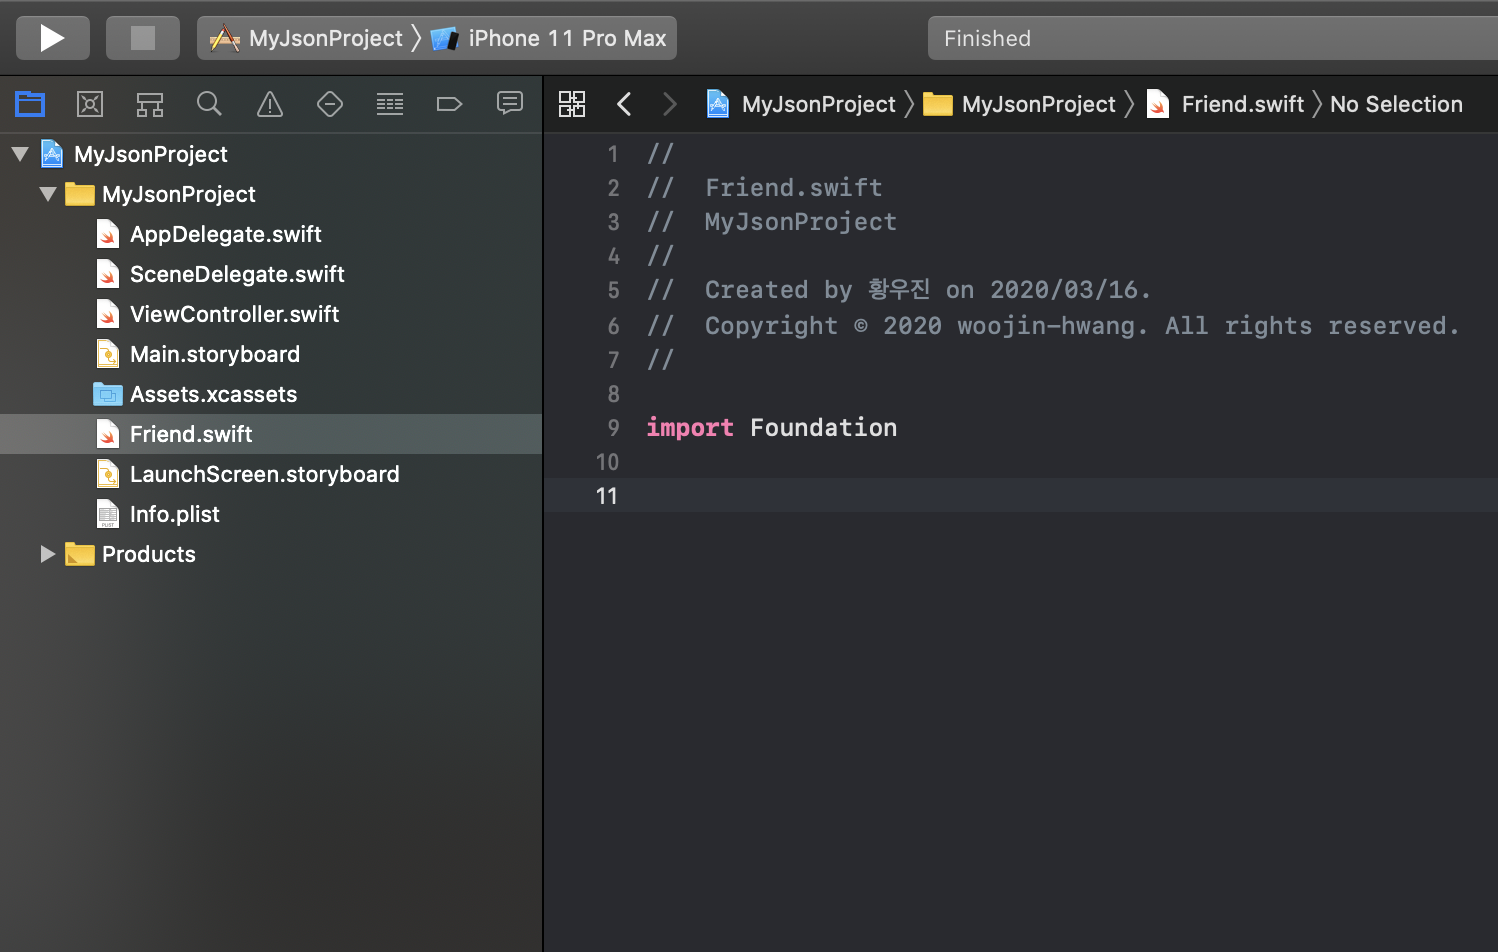 MyJsonProject 〉 iPhone 11 Pro Max
Finished
MyJsonProject 〉 MyJsonProject 〉 Friend.swift 〉 No Selection
MyJsonProject
MyJsonProject
AppDelegate.swift
SceneDelegate.swift
ViewController.swift
Main.storyboard
Assets.xcassets
Friend.swift
LaunchScreen.storyboard
Info.plist
Products
1 //
2 //  Friend.swift
3 //  MyJsonProject
4 //
5 //  Created by 황우진 on 2020/03/16.
6 //  Copyright © 2020 woojin-hwang. All rights reserved.
7 //
8
9 import Foundation
10
11